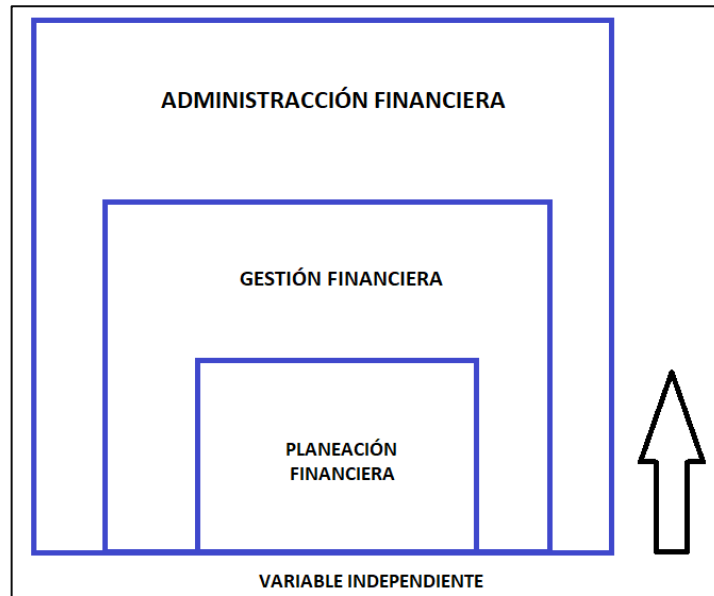 ADMINISTRACCIÓN FINANCIERA
GESTIÓN FINANCIERA
PLANEACIÓN
FINANCIERA
VARIABLE INDEPENDIENTE